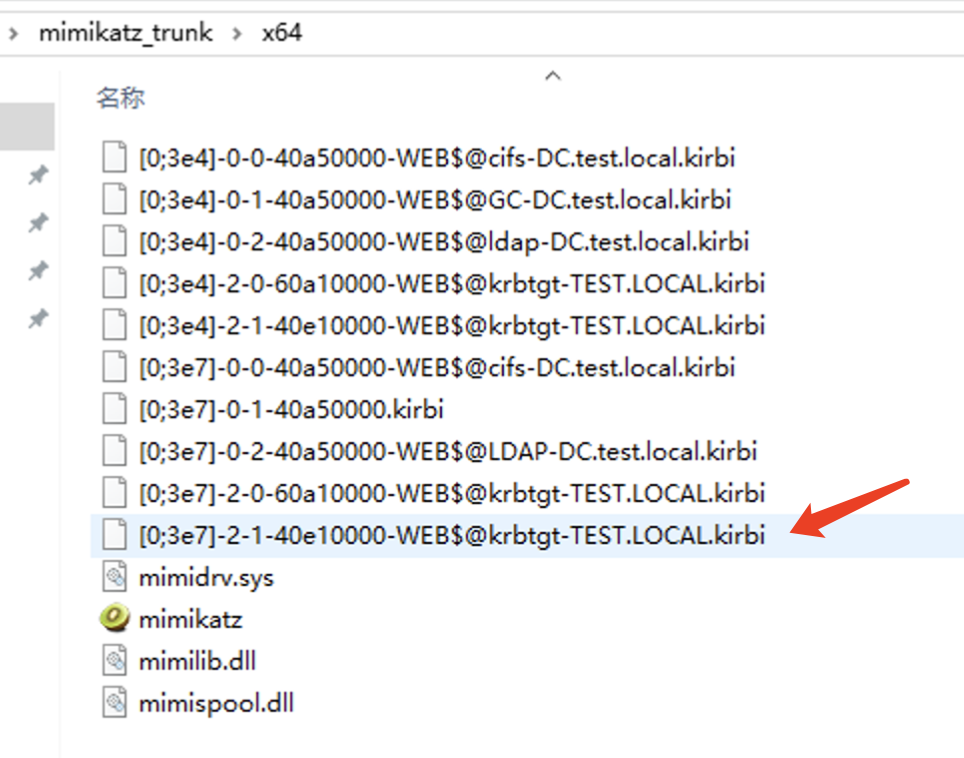 mimikatz_trunk > x64
名称
[0;3e4]-0-0-40a50000-WEB$@cifs-DC.test.local.kirbi
[0;3e4]-0-1-40a50000-WEB$@GC-DC.test.local.kirbi
[0;3e4]-0-2-40a50000-WEB$@ldap-DC.test.local.kirbi
[0;3e4]-2-0-60a10000-WEB$@krbtgt-TEST.LOCAL.kirbi
[0;3e4]-2-1-40e10000-WEB$@krbtgt-TEST.LOCAL.kirbi
[0;3e7]-0-0-40a50000-WEB$@cifs-DC.test.local.kirbi
[0;3e7]-0-1-40a50000.kirbi
[0;3e7]-0-2-40a50000-WEB$@LDAP-DC.test.local.kirbi
[0;3e7]-2-0-60a10000-WEB$@krbtgt-TEST.LOCAL.kirbi
[0;3e7]-2-1-40e10000-WEB$@krbtgt-TEST.LOCAL.kirbi
mimidrv.sys
mimikatz
mimilib.dll
mimispool.dll